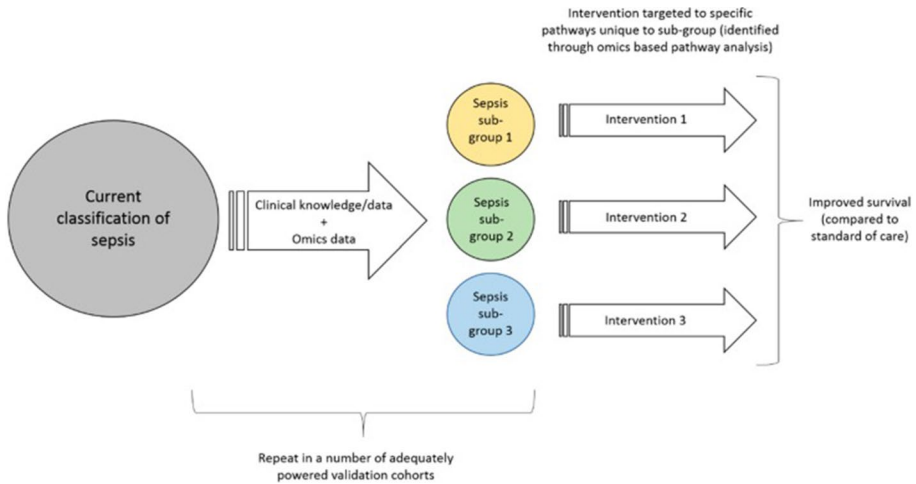 Intervention targeted to specific
pathways unique to sub-group (identified
through omics based pathway analysis)
Current
classification of
sepsis
Clinical knowledge/data
+
Omics data
Sepsis
sub-
group 1
Sepsis
sub-
group 2
Sepsis
sub-
group 3
Intervention 1
Intervention 2
Intervention 3
Improved survival
(compared to
standard of care)
Repeat in a number of adequately
powered validation cohorts